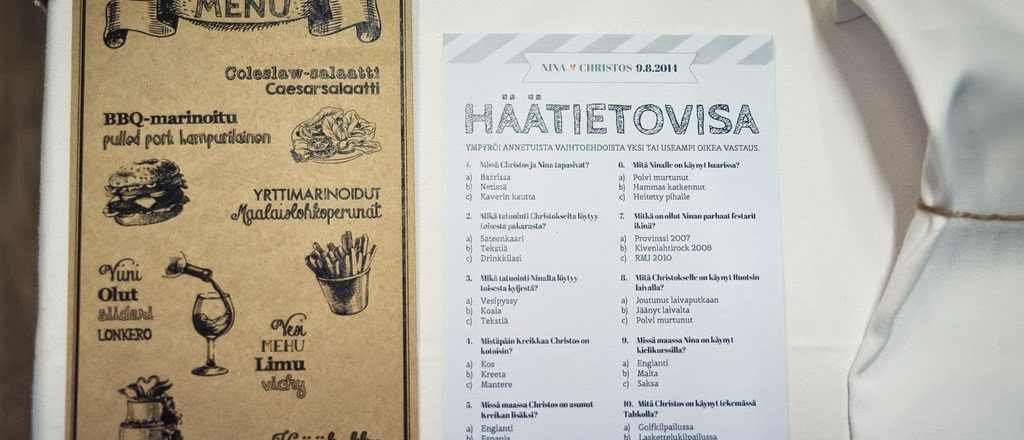 MENU
Coleslaw-salaatti
Caesarsalaatti
BBQ-marinoitu
pulled pork hampurilainen
YRTTIMARINOIDUT
Maalaislohkoperunat
Viini
Olut
siideri
LONKERO
Vesi
MEHU
Limu
vichy
NINA CHRISTOS 9.8.2014
HÄÄTIETOVISA
YMPYRÖI ANNETUISTA VAIHTOEHDOISTA YKSI TAI USEAMPI OIKEA VASTAUS.
1. Missä Christos ja Nina tapasivat?
a) Baarissa
b) Netissä
c) Kaverin kautta
2. Mikä tatuointi Christokselta löytyy
toisesta pakarasta?
a) Sateenkaari
b) Tekstiä
c) Drinkkilasi
3. Mikä tatuointi Ninalta löytyy
toisesta kyljestä?
a) Vesipyssy
b) Koala
c) Tekstiä
4. Mistäpäin Kreikkaa Christos on
kotoisin?
a) Kos
b) Kreeta
c) Mantere
5. Missä maassa Christos on asunut
Kreikan lisäksi?
a) Englanti
b) Espanja
6. Mitä Ninalle on käynyt baarissa?
a) Polvi murtunut
b) Hammas katkennut
c) Heitetty pihalle
7. Mitkä on ollut Ninan parhaat festarit
ikinä?
a) Provinssi 2007
b) Kivenlahtirock 2008
c) RMJ 2010
8. Mitä Christokselle on käynyt Ruotsin
laivalla?
a) Joutunut laivaputkaan
b) Jäänyt laivalta
c) Polvi murtunut
9. Missä maassa Nina on käynyt
kielikurssilla?
a) Englanti
b) Malta
c) Saksa
10. Mitä Christos on käynyt tekemässä
Tahkolla?
a) Golfkilpailussa
b) Laskettelukilpailussa